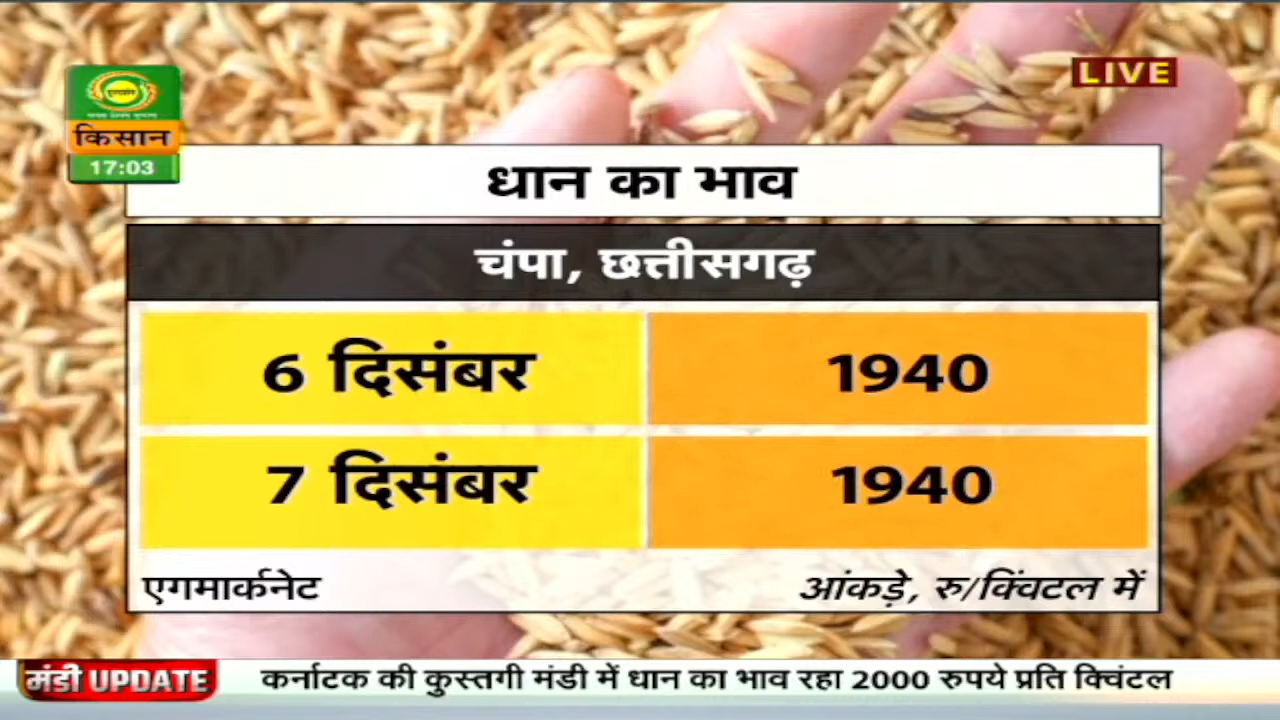 किसान
17:03
LIVE
धान का भाव
चंपा, छत्तीसगढ़
6 दिसंबर 1940
7 दिसंबर 1940
एगमार्कनेट आंकड़े, रु/क्विंटल में
मंडी UPDATE कर्नाटक की कुस्तगी मंडी में धान का भाव रहा 2000 रुपये प्रति क्विंटल